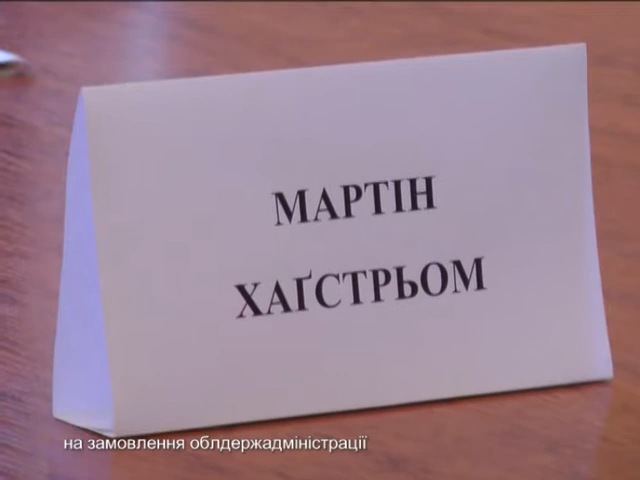 МАРТІН
ХАҐСТРЬОМ
на замовлення облдержадміністрації